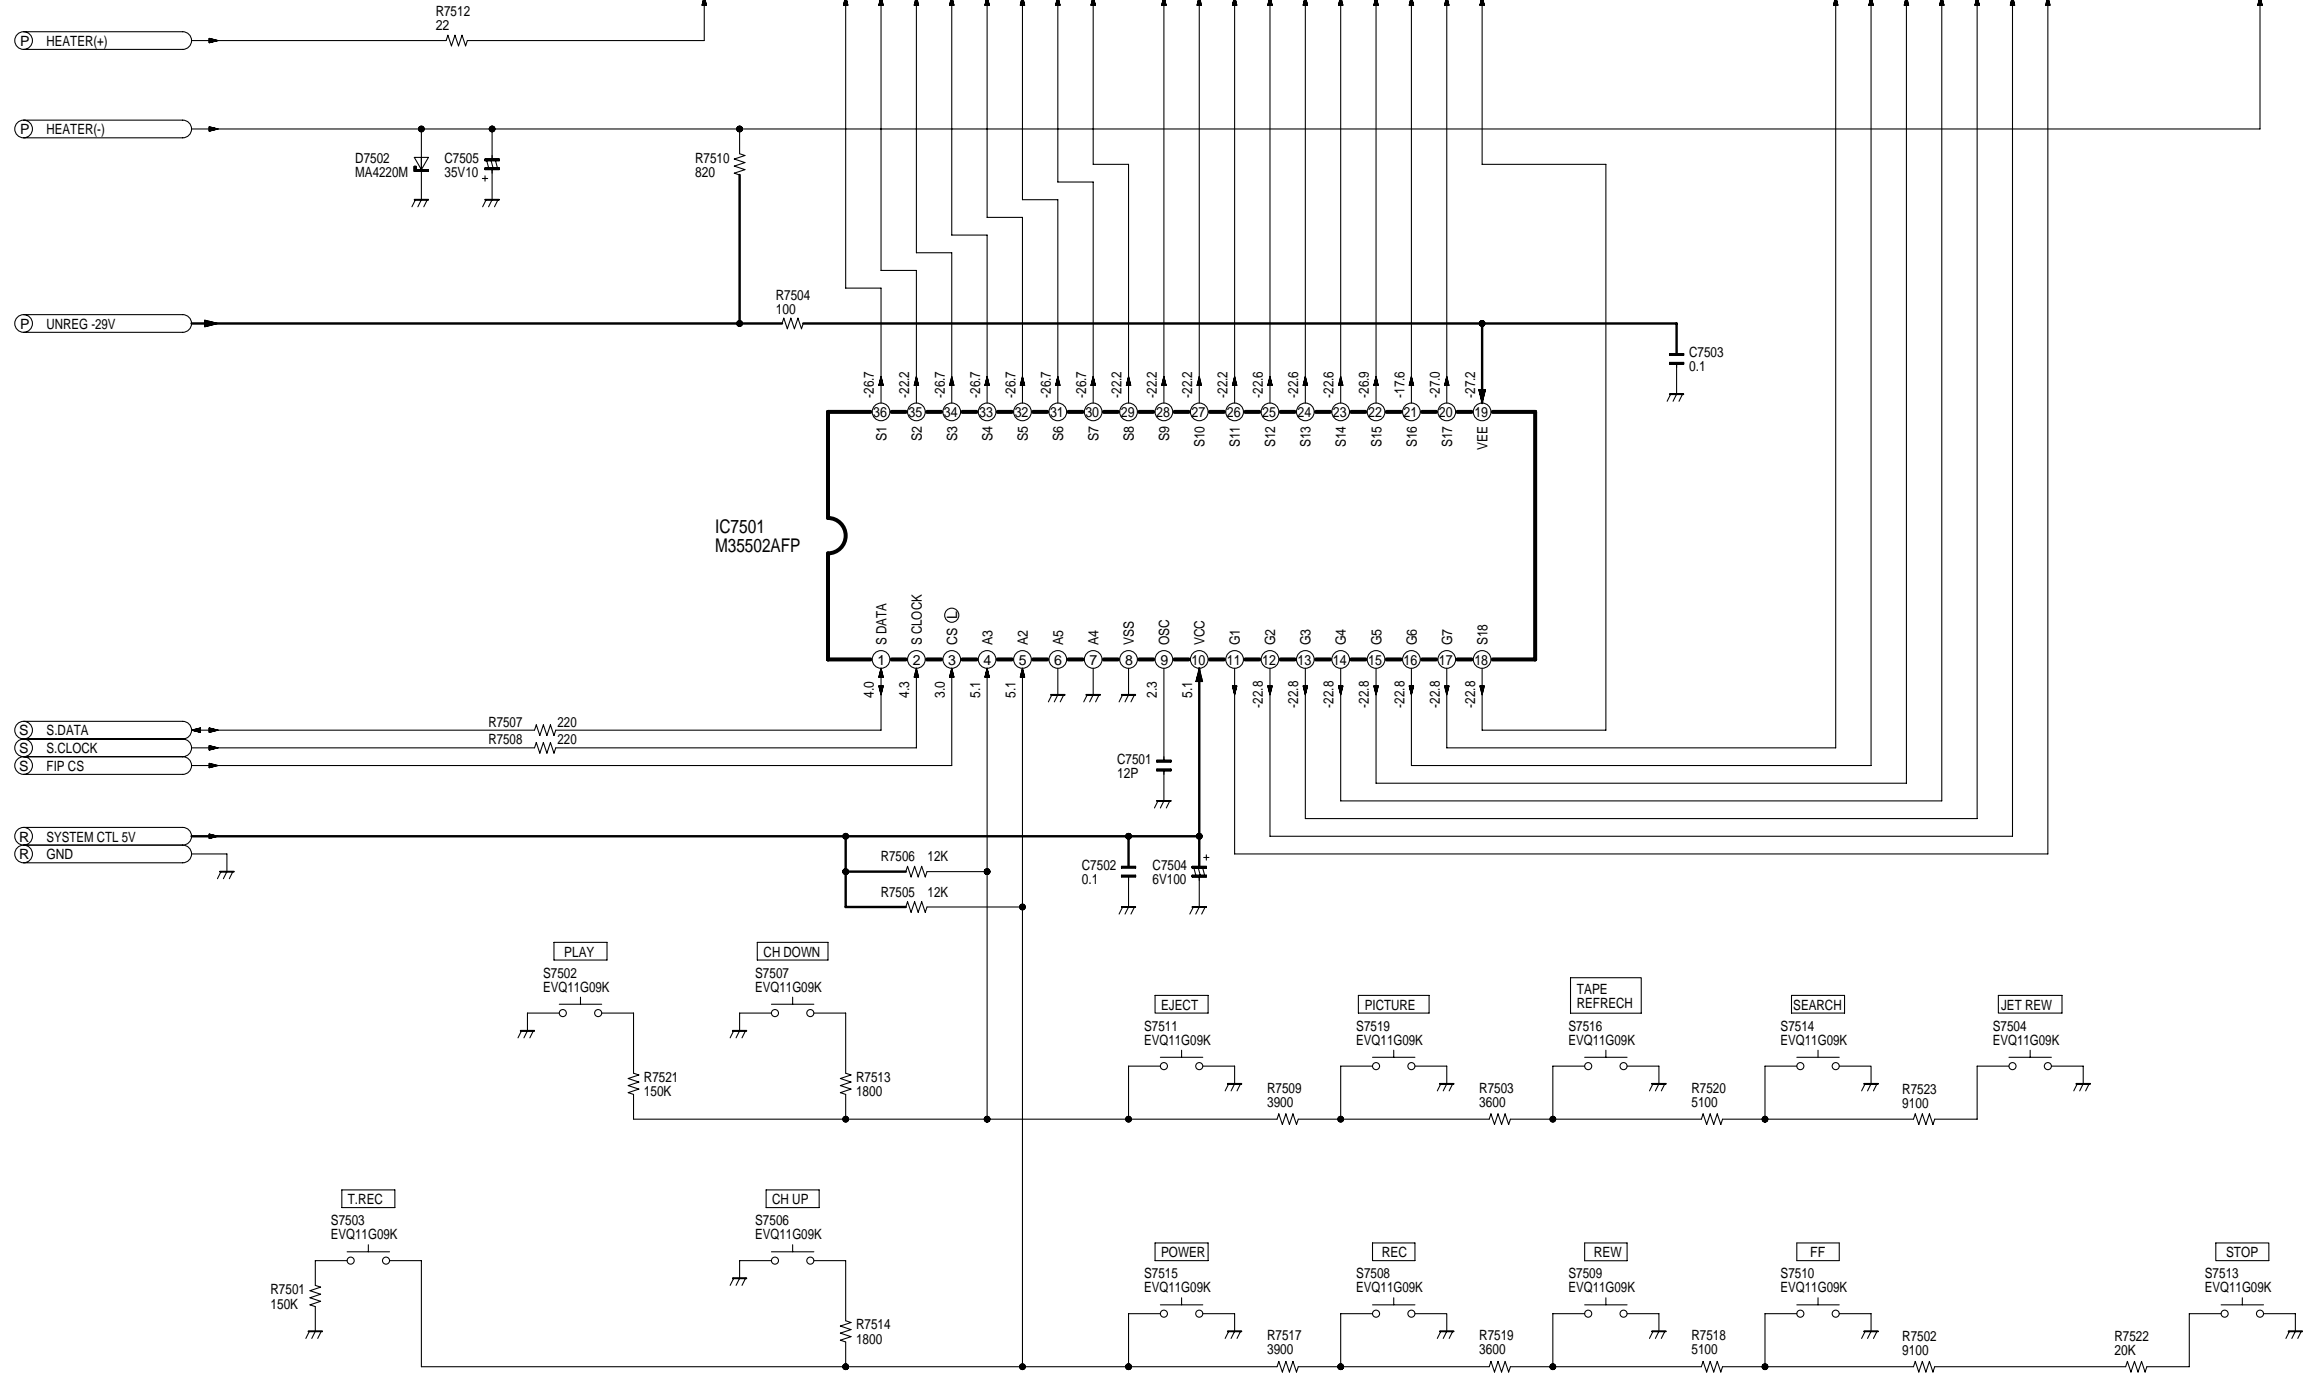 R7512
22
P HEATER(+)
P HEATER(-)
D7502
MA4220M
C7505
35V10
+
R7510
820
R7504
100
P UNREG -29V
C7503
0.1
-26.7 -22.2 -26.7 -26.7 -26.7 -26.7 -26.7 -22.2 -22.2 -22.2 -22.2 -22.6 -22.6 -22.6 -26.9 -17.6 -27.0 -27.2
36 35 34 33 32 31 30 29 28 27 26 25 24 23 22 21 20 19
S1 S2 S3 S4 S5 S6 S7 S8 S9 S10 S11 S12 S13 S14 S15 S16 S17 VEE
IC7501
M35502AFP
S DATA S CLOCK CS L A3 A2 A5 A4 VSS OSC VCC G1 G2 G3 G4 G5 G6 G7 S18
1 2 3 4 5 6 7 8 9 10 11 12 13 14 15 16 17 18
4.0 4.3 3.0 5.1 5.1 2.3 5.1 -22.8 -22.8 -22.8 -22.8 -22.8 -22.8 -22.8
S S.DATA
R7507 220
S S.CLOCK
R7508 220
S FIP CS
C7501
12P
R SYSTEM CTL 5V
R GND
R7506 12K
R7505 12K
C7502
0.1
C7504
6V100
+
PLAY
S7502
EVQ11G09K
CH DOWN
S7507
EVQ11G09K
EJECT
S7511
EVQ11G09K
PICTURE
S7519
EVQ11G09K
TAPE
REFRECH
S7516
EVQ11G09K
SEARCH
S7514
EVQ11G09K
JET REW
S7504
EVQ11G09K
R7521
150K
R7513
1800
R7509
3900
R7503
3600
R7520
5100
R7523
9100
T.REC
S7503
EVQ11G09K
CH UP
S7506
EVQ11G09K
POWER
S7515
EVQ11G09K
REC
S7508
EVQ11G09K
REW
S7509
EVQ11G09K
FF
S7510
EVQ11G09K
STOP
S7513
EVQ11G09K
R7501
150K
R7514
1800
R7517
3900
R7519
3600
R7518
5100
R7502
9100
R7522
20K